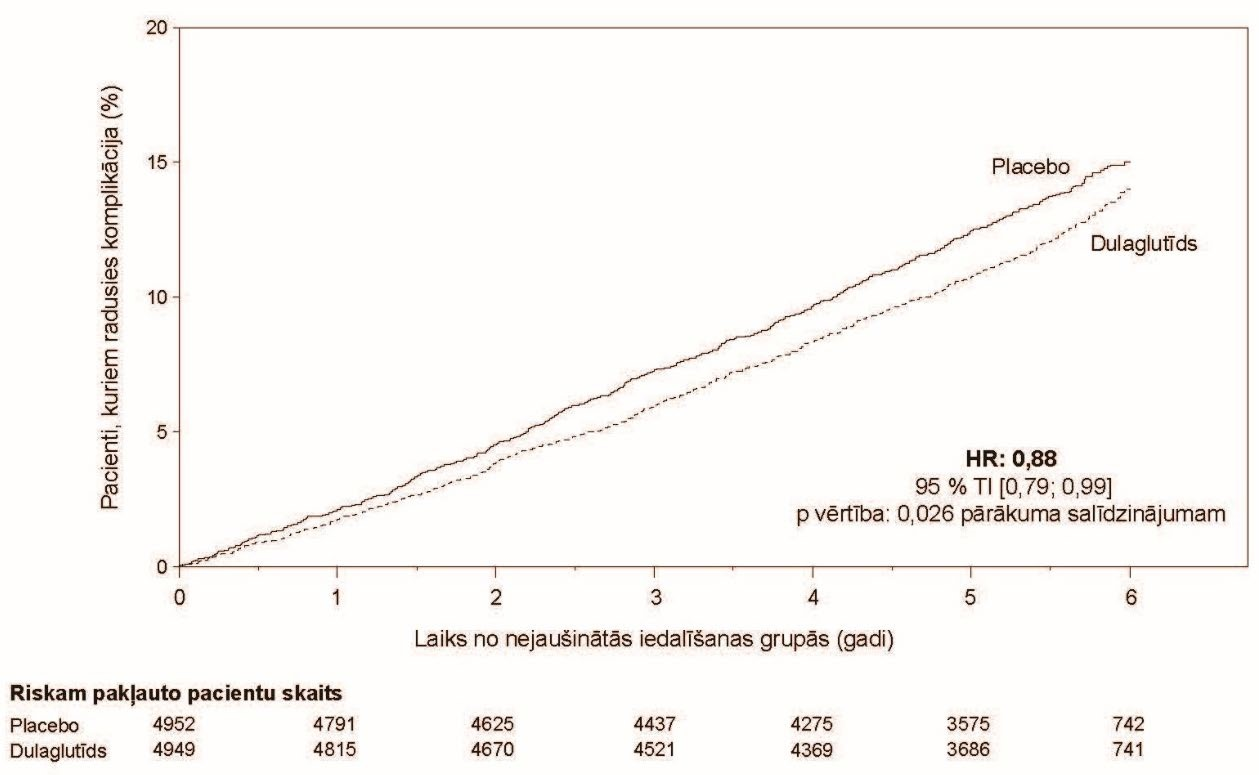 20
15
10
5
0
Pacienti, kuriem radusies komplikācija (%)
Placebo
Dulaglutīds
HR: 0,88
95 % TI [0,79; 0,99]
p vērtība: 0,026 pārākuma salīdzinājumam
0 1 2 3 4 5 6
Laiks no nejaušinātās iedalīšanas grupās (gadi)
Riskam pakļauto pacientu skaits
Placebo 4952 4791 4625 4437 4275 3575 742
Dulaglutīds 4949 4815 4670 4521 4369 3686 741